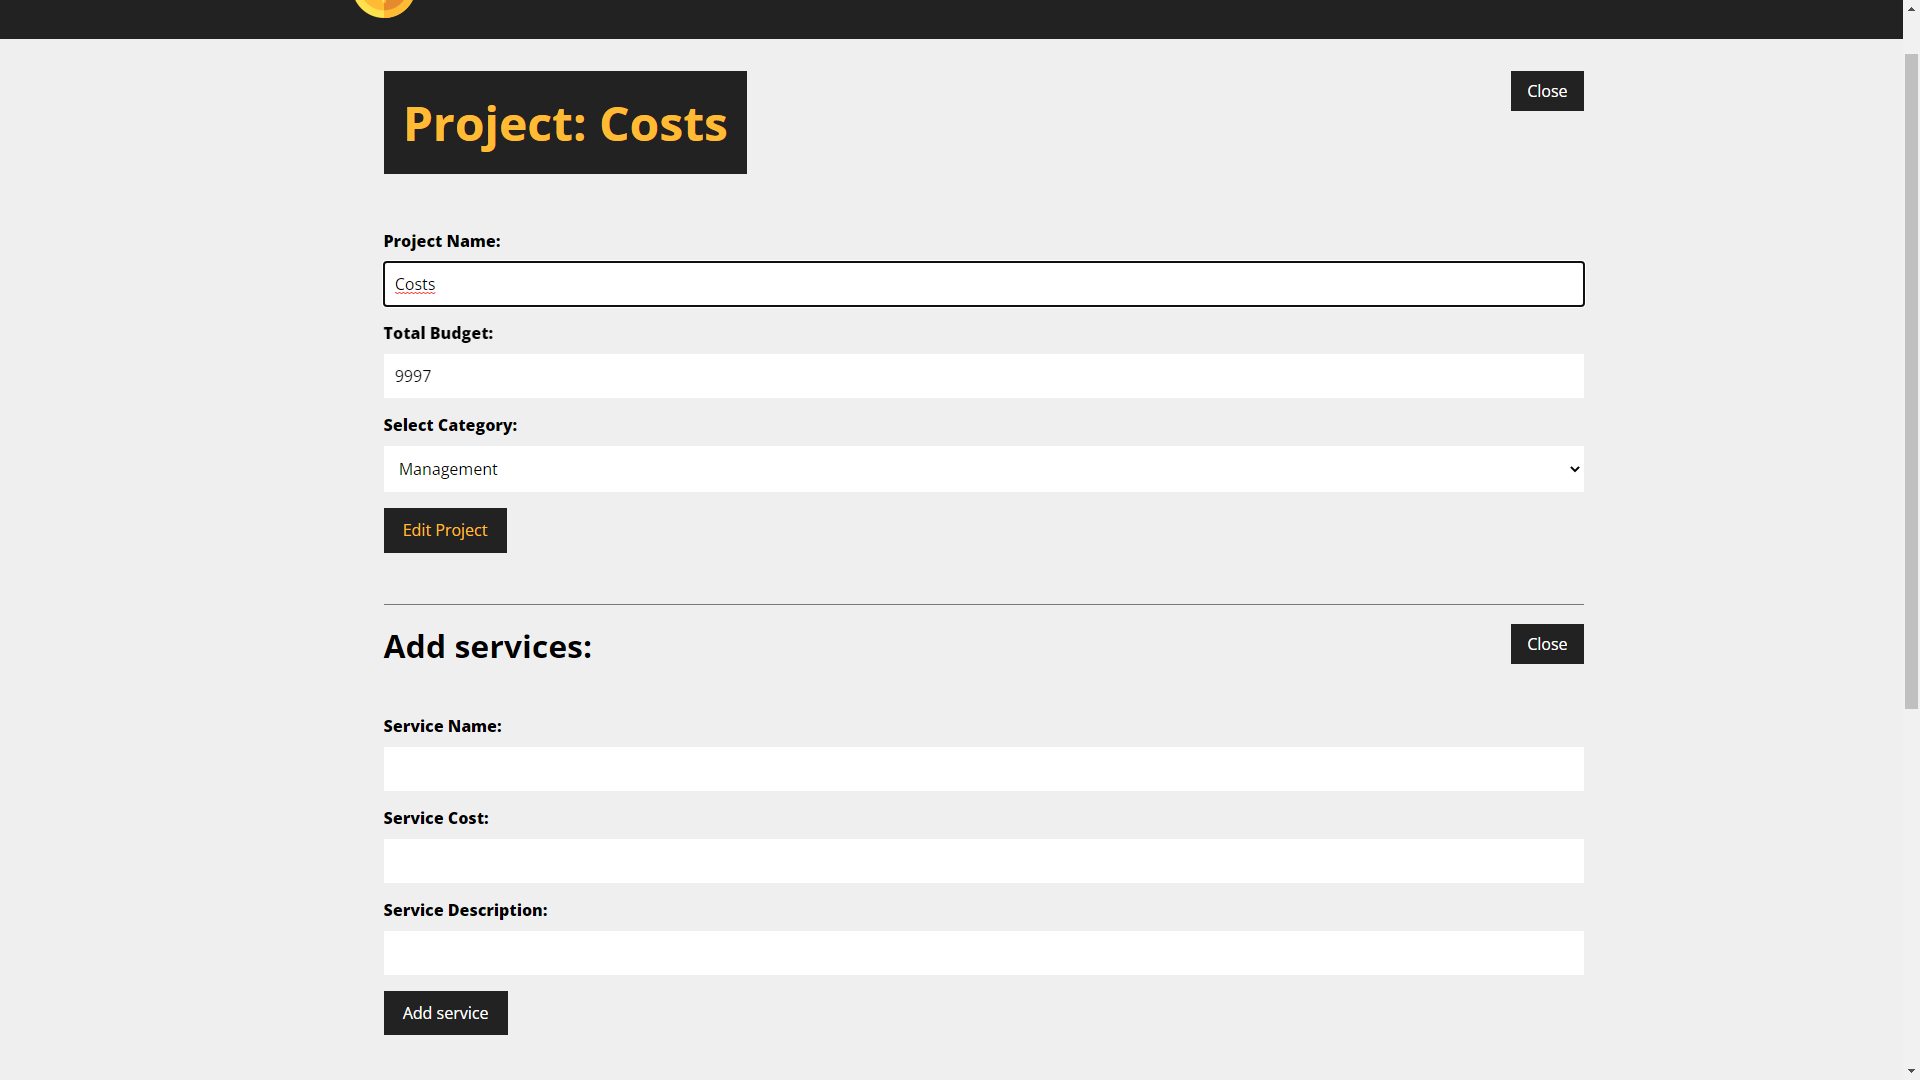 Project: Costs
Close
Project Name:
Costs
Total Budget:
9997
Select Category:
Management
Edit Project
Add services:
Close
Service Name:
Service Cost:
Service Description:
Add service